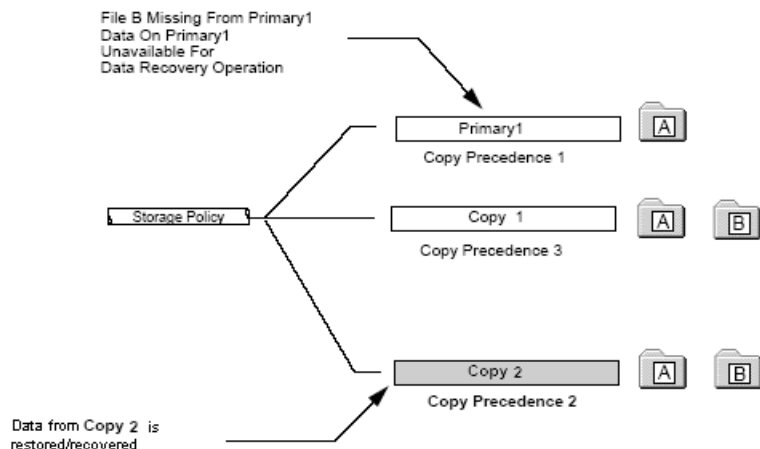 File B Missing From Primary1
Data On Primary1
Unavailable For
Data Recovery Operation
Primary1
A
Copy Precedence 1
Storage Policy
Copy 1
A
B
Copy Precedence 3
Copy 2
A
B
Copy Precedence 2
Data from Copy 2 is
restored/recovered